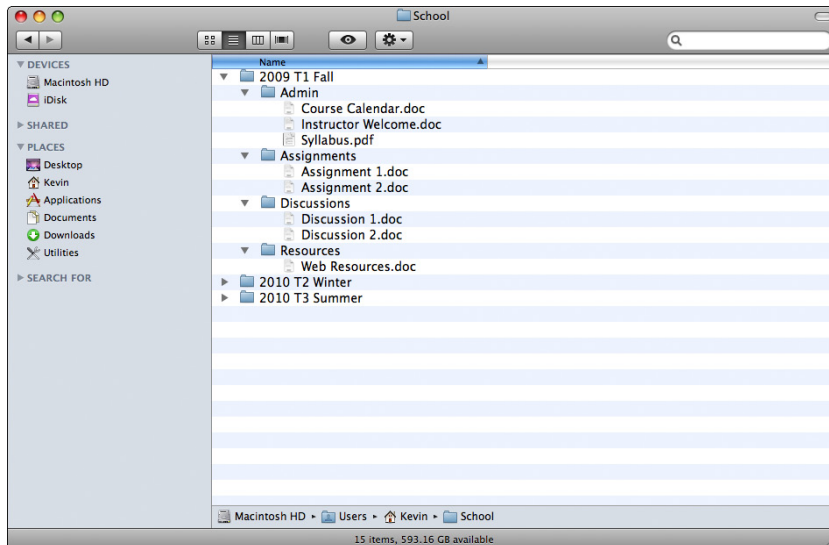 School
DEVICES
Macintosh HD
iDisk
SHARED
PLACES
Desktop
Kevin
Applications
Documents
Downloads
Utilities
SEARCH FOR
Name
2009 T1 Fall
Admin
Course Calendar.doc
Instructor Welcome.doc
Syllabus.pdf
Assignments
Assignment 1.doc
Assignment 2.doc
Discussions
Discussion 1.doc
Discussion 2.doc
Resources
Web Resources.doc
2010 T2 Winter
2010 T3 Summer
Macintosh HD ▸ Users ▸ Kevin ▸ School
15 items, 593.16 GB available